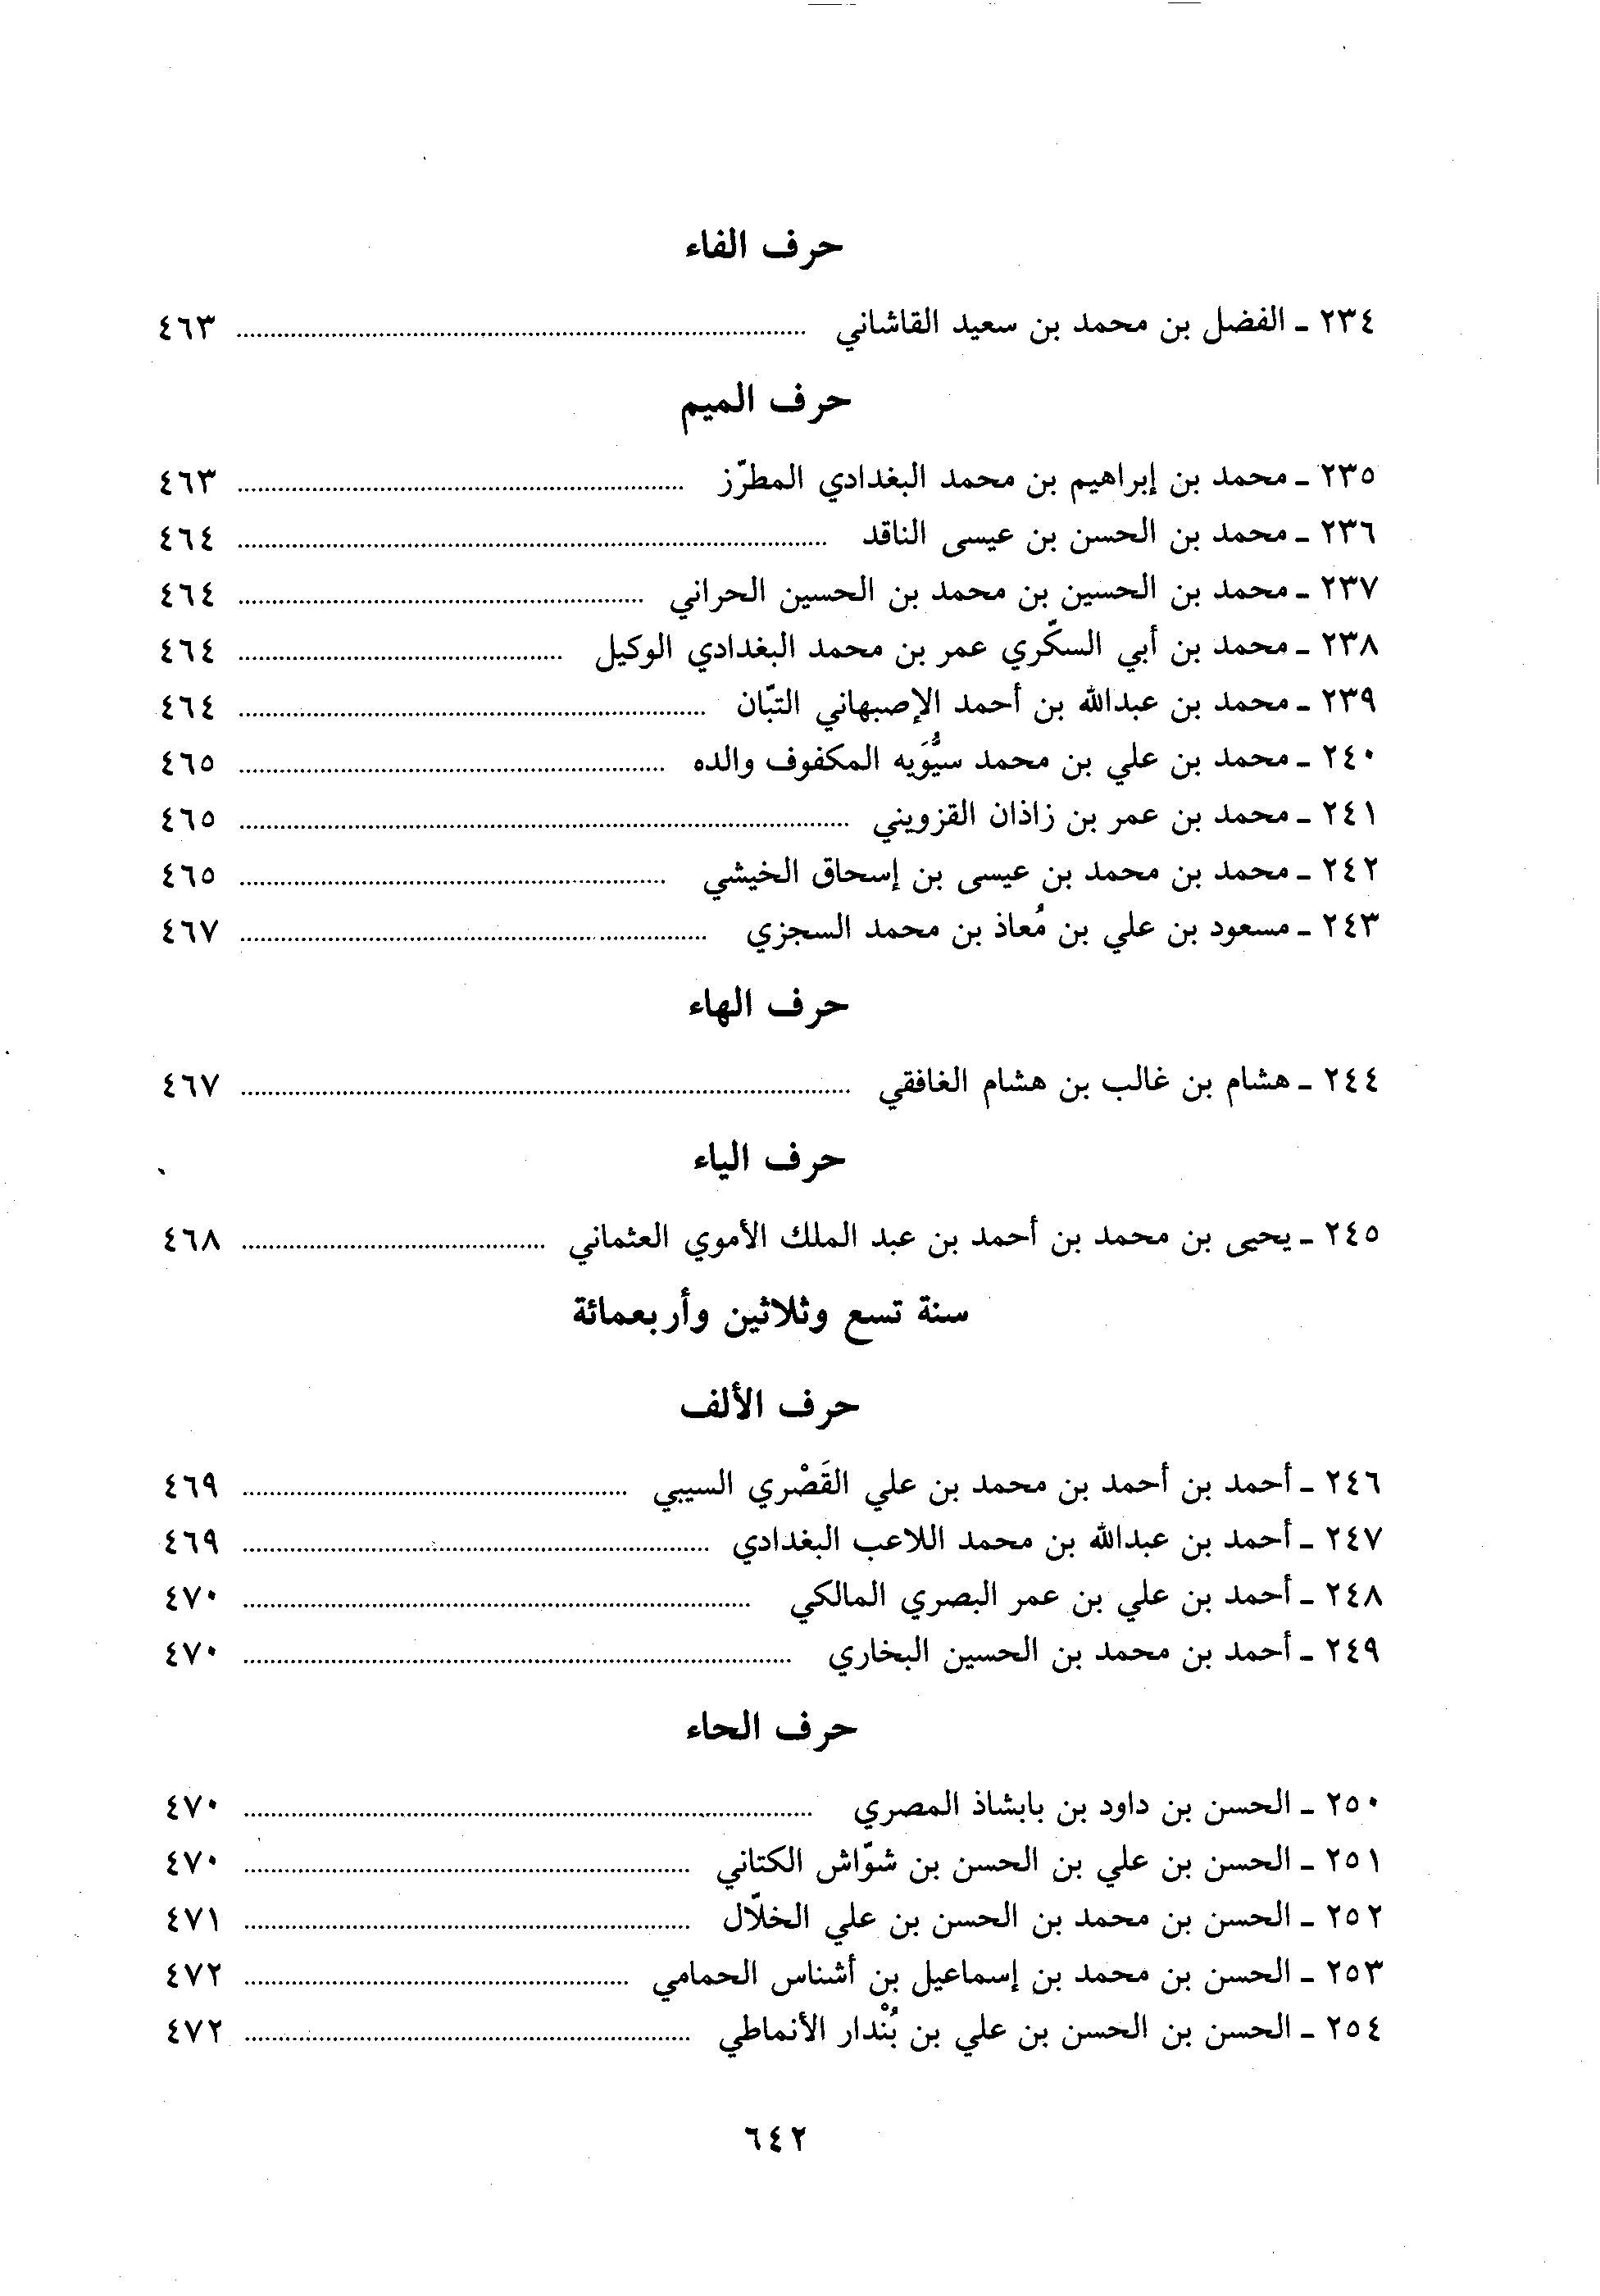 حرف الفاء
٢٣٤ - الفضل بن محمد بن سعيد القاشاني ........ ٤٦٣
حرف الميم
٢٣٥ - محمد بن إبراهيم بن محمد البغدادي المطرّز ........ ٤٦٣
٢٣٦ - محمد بن الحسن بن عيسى الناقد ........ ٤٦٤
٢٣٧ - محمد بن الحسين بن محمد بن الحسين الحراني ........ ٤٦٤
٢٣٨ - محمد بن أبي السكّري عمر بن محمد البغدادي الوكيل ........ ٤٦٤
٢٣٩ - محمد بن عبدالله بن أحمد الإصبهاني التبّان ........ ٤٦٤
٢٤٠ - محمد بن علي بن محمد سيُّوَيه المكفوف والده ........ ٤٦٥
٢٤١ - محمد بن عمر بن زاذان القزويني ........ ٤٦٥
٢٤٢ - محمد بن محمد بن عيسى بن إسحاق الخيشي ........ ٤٦٥
٢٤٣ - مسعود بن علي بن مُعاذ بن محمد السجزي ........ ٤٦٧
حرف الهاء
٢٤٤ - هشام بن غالب بن هشام الغافقي ........ ٤٦٧
حرف الياء
٢٤٥ - يحيى بن محمد بن أحمد بن عبد الملك الأموي العثماني ........ ٤٦٨
سنة تسع وثلاثين وأربعمائة
حرف الألف
٢٤٦ - أحمد بن أحمد بن محمد بن علي القَصْري السيبي ........ ٤٦٩
٢٤٧ - أحمد بن عبدالله بن محمد اللاعب البغدادي ........ ٤٦٩
٢٤٨ - أحمد بن علي بن عمر البصري المالكي ........ ٤٧٠
٢٤٩ - أحمد بن محمد بن الحسين البخاري ........ ٤٧٠
حرف الحاء
٢٥٠ - الحسن بن داود بن بابشاذ المصري ........ ٤٧٠
٢٥١ - الحسن بن علي بن الحسن بن شوّاش الكتاني ........ ٤٧٠
٢٥٢ - الحسن بن محمد بن الحسن بن علي الخلّال ........ ٤٧١
٢٥٣ - الحسن بن محمد بن إسماعيل بن أشناس الحمامي ........ ٤٧٢
٢٥٤ - الحسن بن الحسن بن علي بن بُنْدار الأنماطي ........ ٤٧٢
٦٤٢